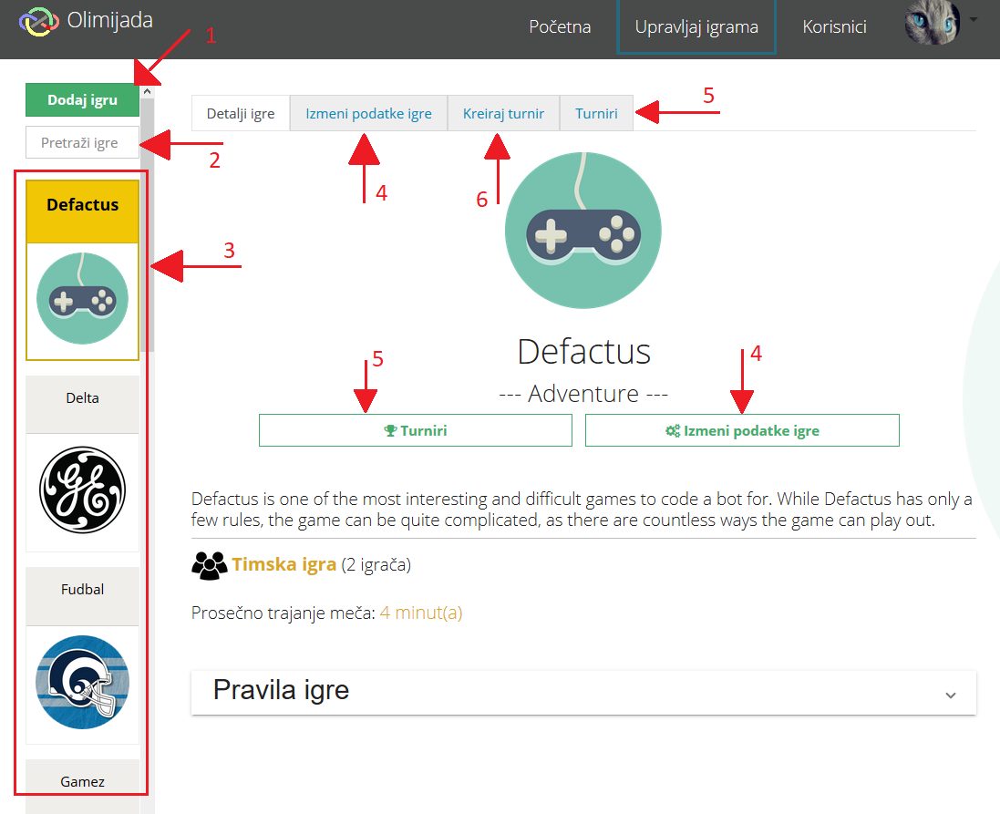 Olimijada
Početna
Upravljaj igrama
Korisnici
1
Dodaj igru
Pretraži igre
2
3
Defactus
Delta
GE
Fudbal
Gamez
Detalji igre
Izmeni podatke igre
Kreiraj turnir
Turniri
5
4
6
Defactus
--- Adventure ---
5
4
Turniri
Izmeni podatke igre
Defactus is one of the most interesting and difficult games to code a bot for. While Defactus has only a
few rules, the game can be quite complicated, as there are countless ways the game can play out.
Timska igra (2 igrača)
Prosečno trajanje meča: 4 minut(a)
Pravila igre